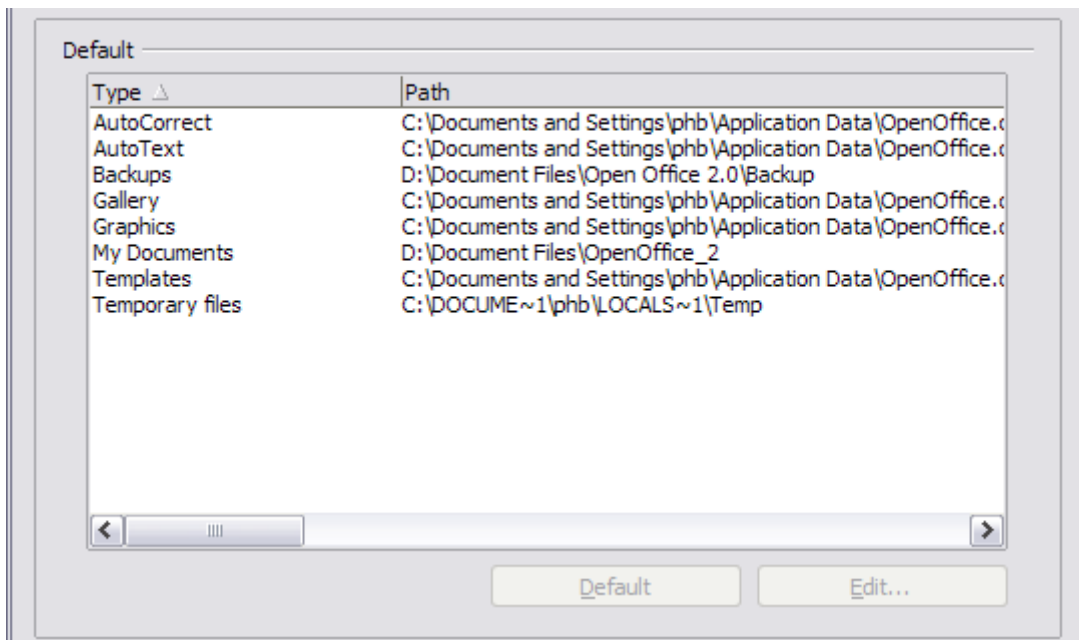 Default
Type Path
AutoCorrect C:\Documents and Settings\phb\Application Data\OpenOffice.
AutoText C:\Documents and Settings\phb\Application Data\OpenOffice.
Backups D:\Document Files\Open Office 2.0\Backup
Gallery C:\Documents and Settings\phb\Application Data\OpenOffice.
Graphics C:\Documents and Settings\phb\Application Data\OpenOffice.
My Documents D:\Document Files\OpenOffice_2
Templates C:\Documents and Settings\phb\Application Data\OpenOffice.
Temporary files C:\DOCUME~1\phb\LOCALS~1\Temp
Default Edit...